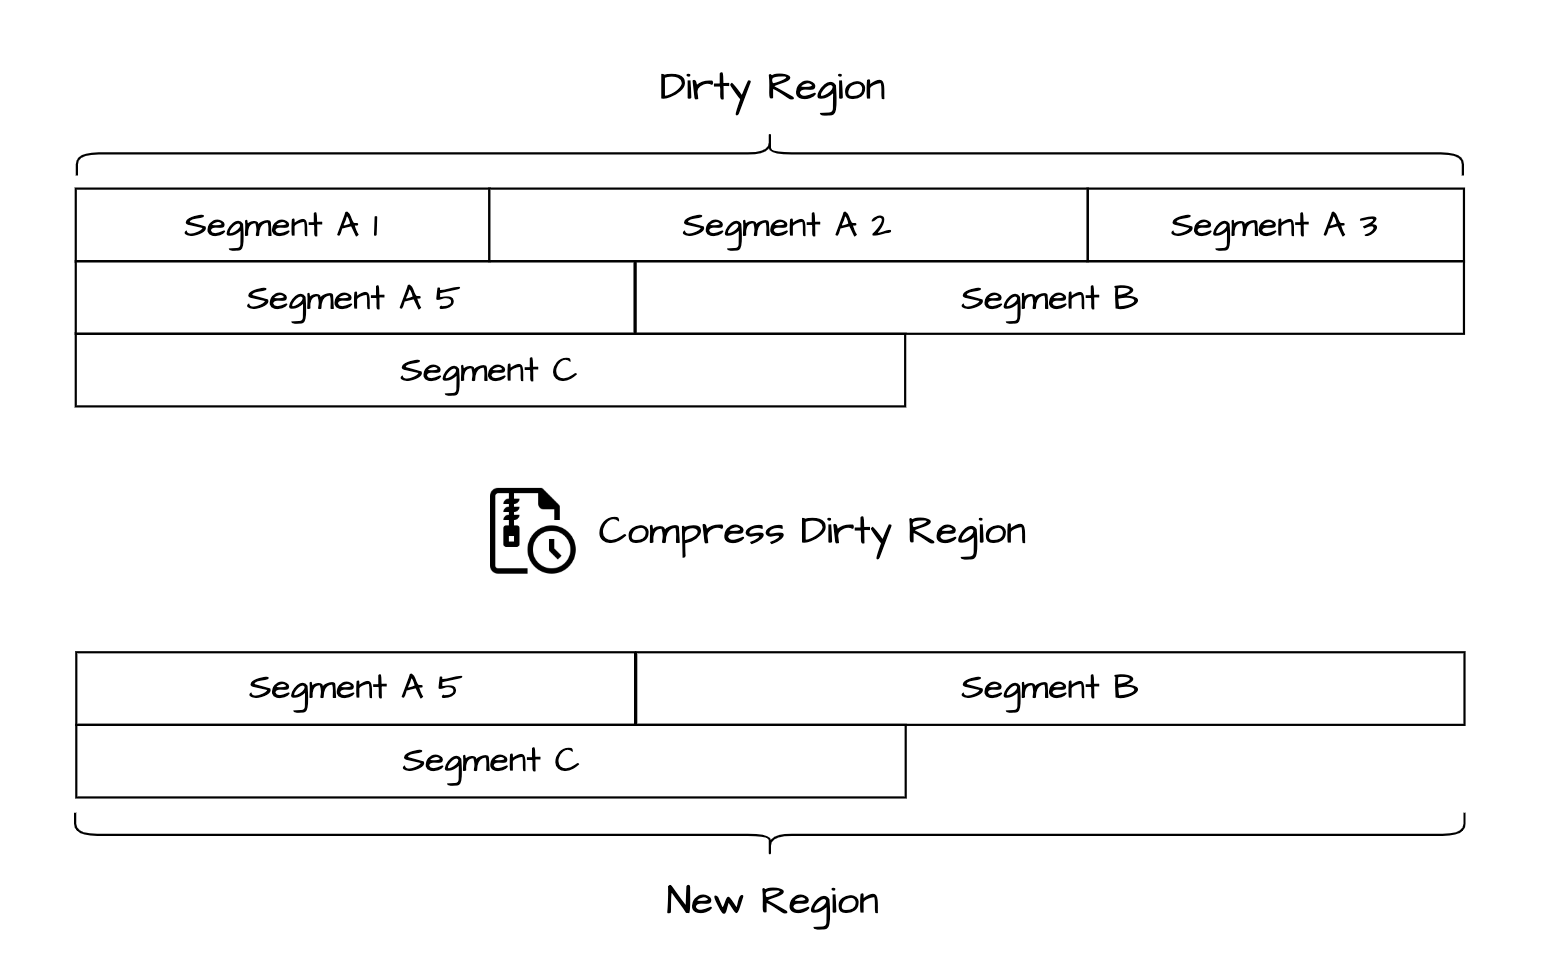 Dirty Region
Segment A 1 Segment A 2 Segment A 3
Segment A 5 Segment B
Segment C
Compress Dirty Region
Segment A 5 Segment B
Segment C
New Region